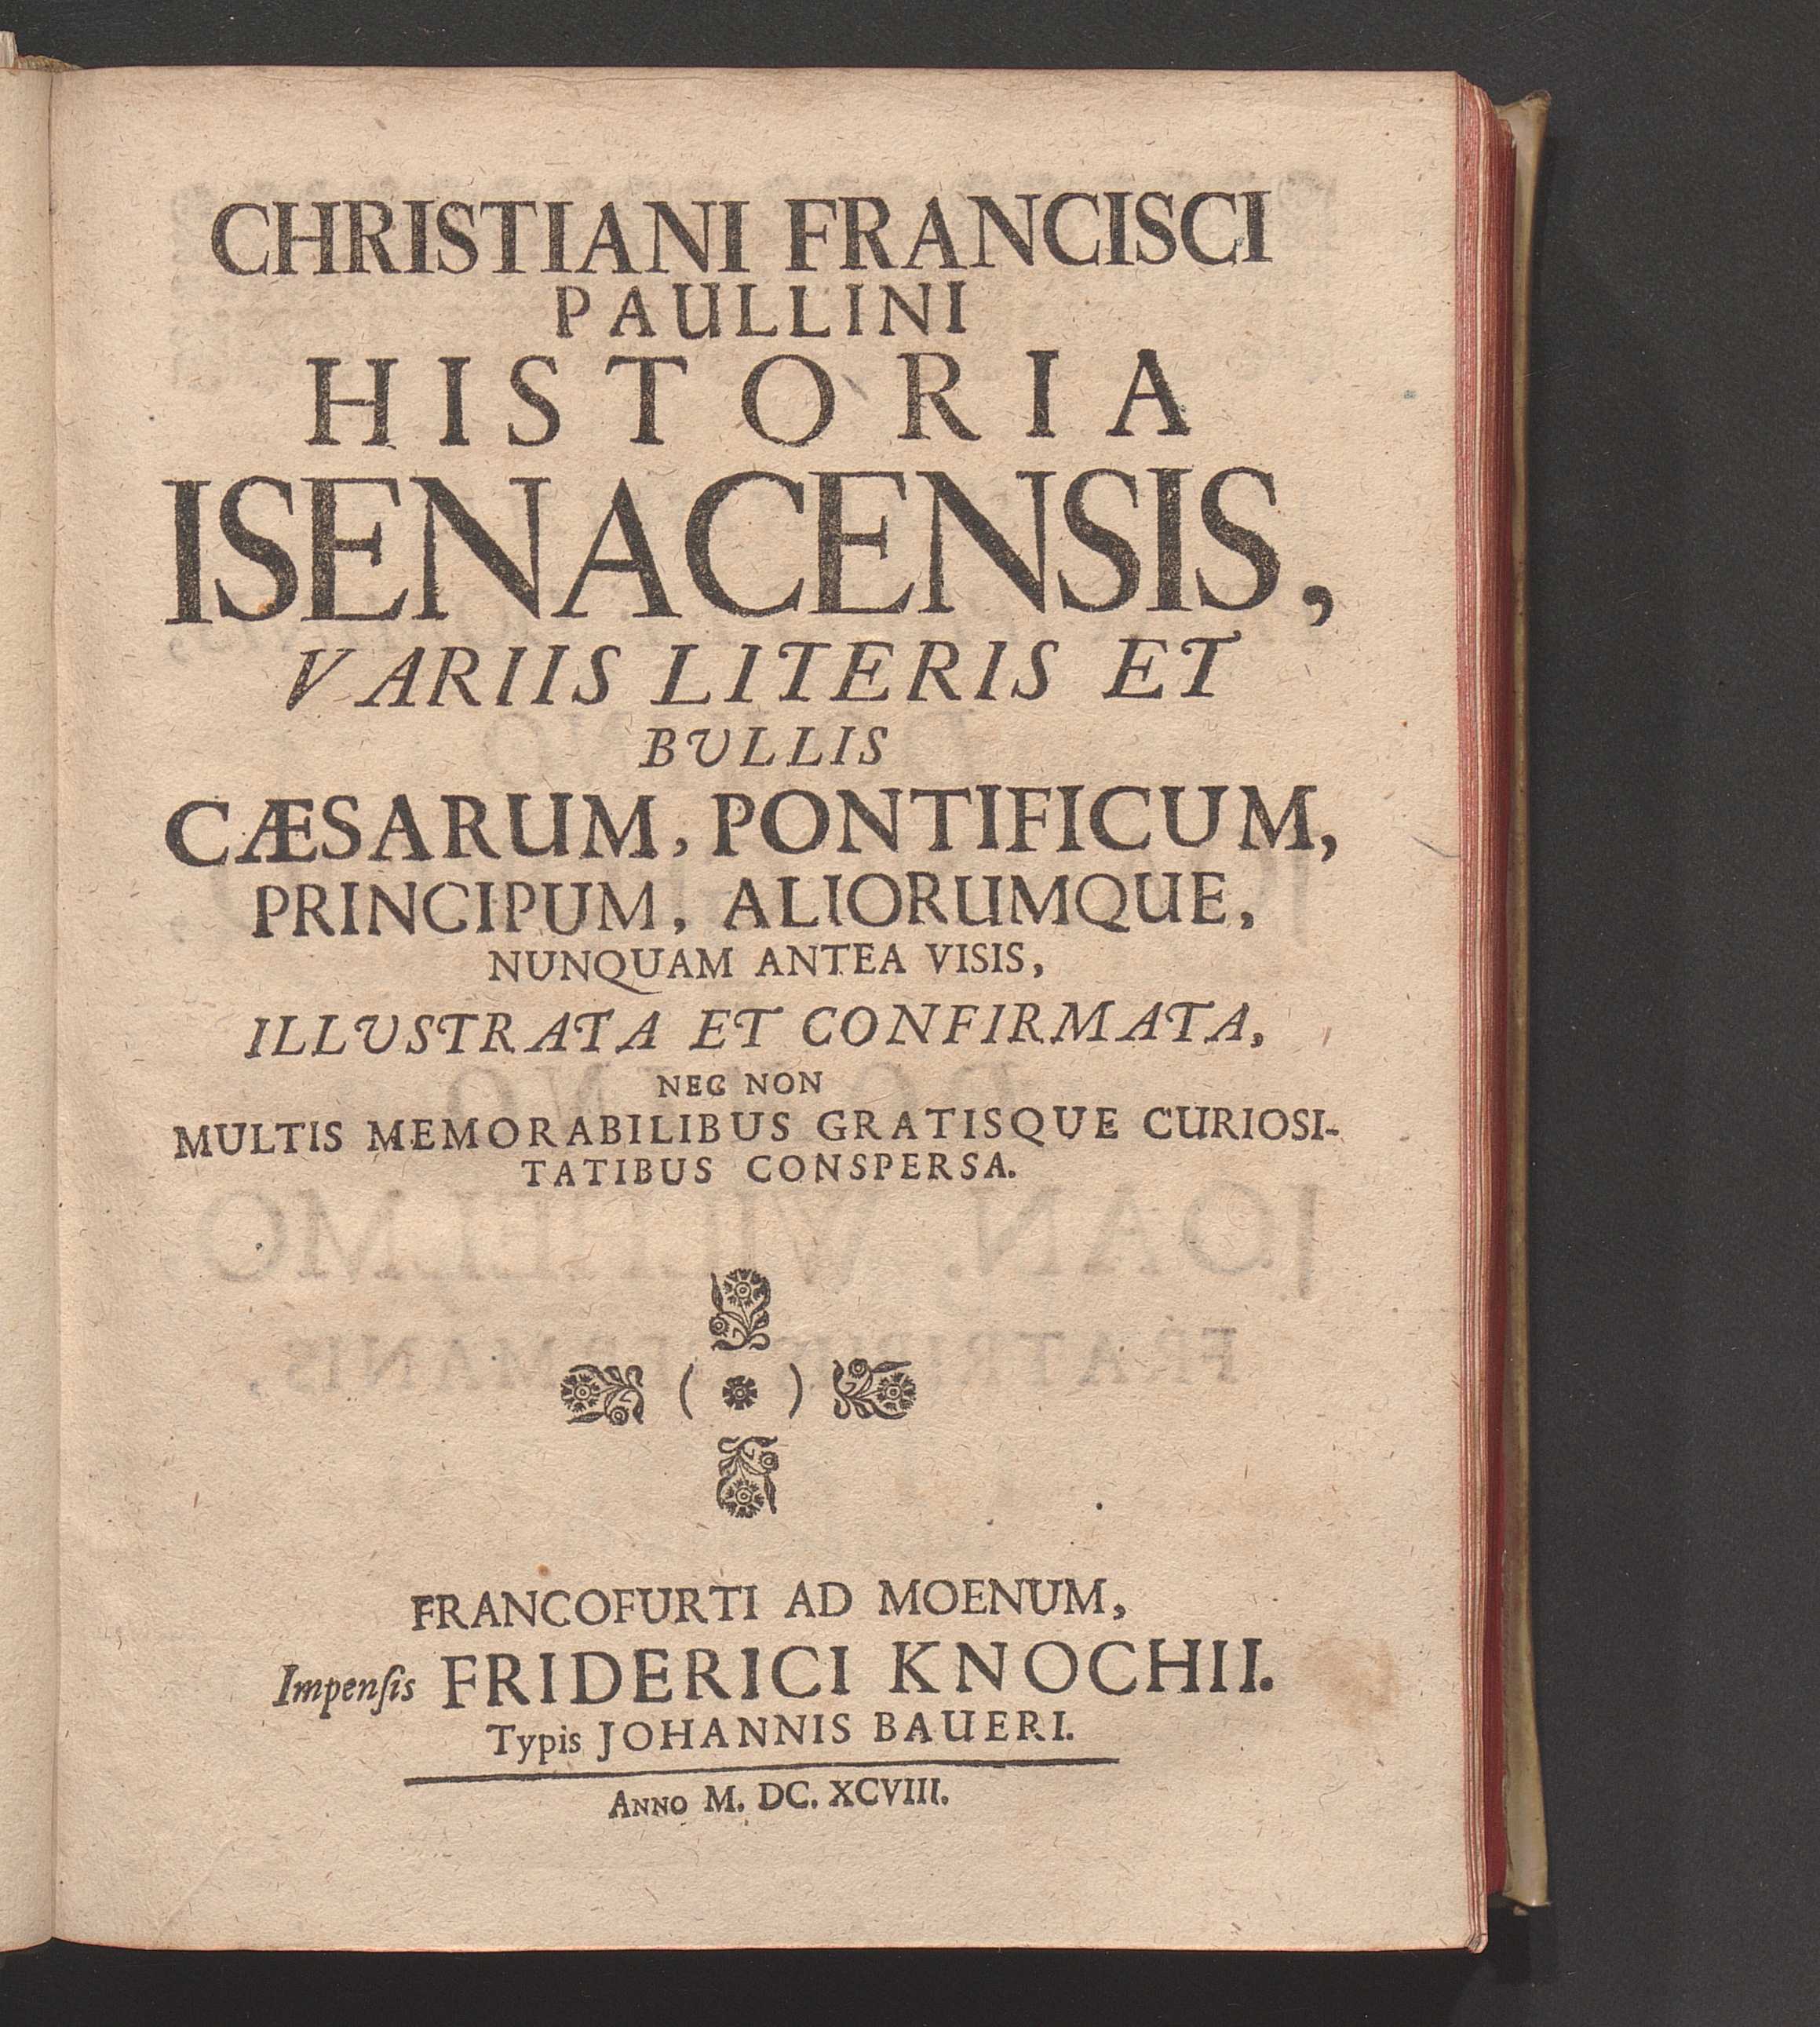 CHRISTIANI FRANCISCI
PAULLINI
HISTORIA
ISENACENSIS,
VARIIS LITERIS ET
BULLIS
CÆSARUM, PONTIFICUM,
PRINCIPUM, ALIORUMQUE,
NUNQUAM ANTEA VISIS,
ILLUSTRATA ET CONFIRMATA,
NEC NON
MULTIS MEMORABILIBUS GRATISQUE CURIOSI-
TATIBUS CONSPERSA.
( )
FRANCOFURTI AD MOENUM,
Impenſis FRIDERICI KNOCHII.
Typis JOHANNIS BAUERI.
ANNO M. DC. XCVIII.